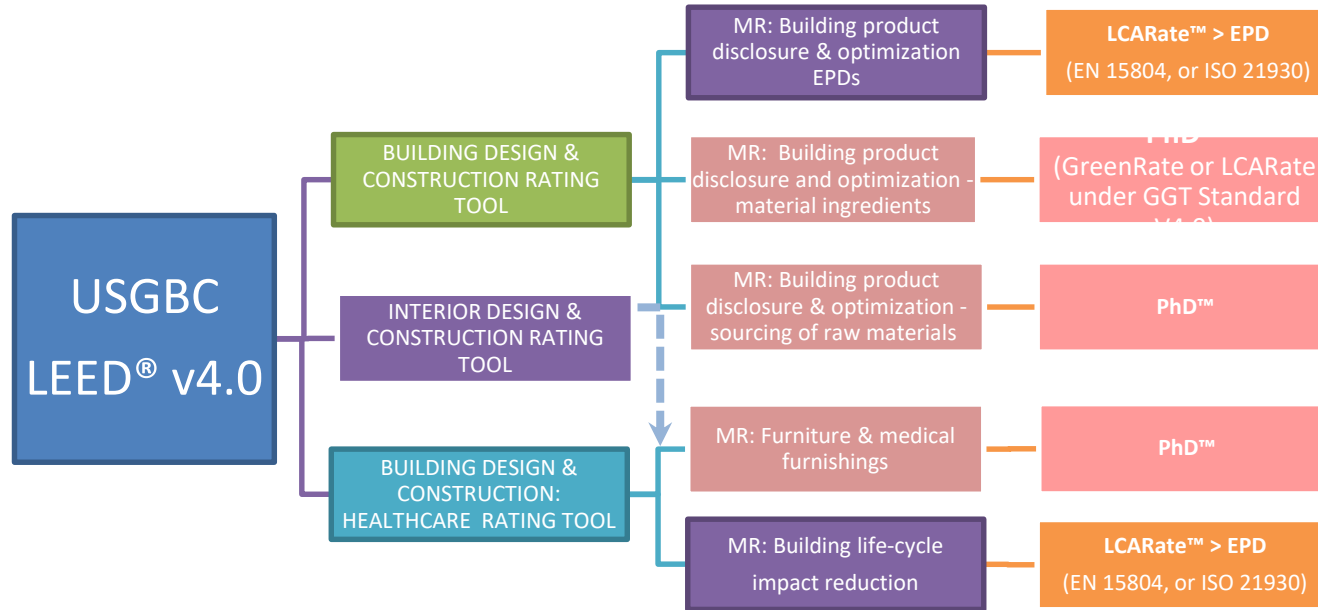 USGBC
LEED® v4.0
BUILDING DESIGN &
CONSTRUCTION RATING
TOOL
INTERIOR DESIGN &
CONSTRUCTION RATING
TOOL
BUILDING DESIGN &
CONSTRUCTION:
HEALTHCARE RATING TOOL
MR: Building product
disclosure & optimization
EPDs
LCARate™ > EPD
(EN 15804, or ISO 21930)
MR: Building product
disclosure and optimization -
material ingredients
(GreenRate or LCARate
under GGT Standard
MR: Building product
disclosure & optimization -
sourcing of raw materials
PhD™
MR: Furniture & medical
furnishings
PhD™
MR: Building life-cycle
impact reduction
LCARate™ > EPD
(EN 15804, or ISO 21930)